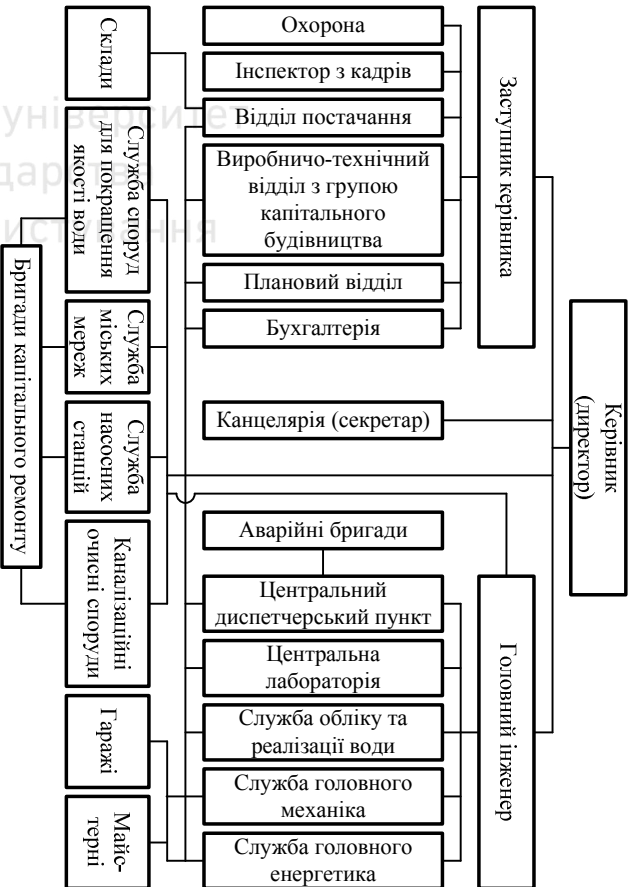 Керівник
(директор)
Заступник керівника
Головний інженер
Охорона
Інспектор з кадрів
Відділ постачання
Виробничо-технічний
відділ з групою
капітального
будівництва
Плановий відділ
Бухгалтерія
Канцелярія (секретар)
Аварійні бригади
Центральний
диспетчерський пункт
Центральна
лабораторія
Служба обліку та
реалізації води
Служба головного
механіка
Служба головного
енергетика
Склади
Служба споруд
для покращення
якості води
Служба
міських
мереж
Служба
насосних
станцій
Каналізаційні
очисні споруди
Гаражі
Майс-
терні
Бригади капітального ремонту
університет